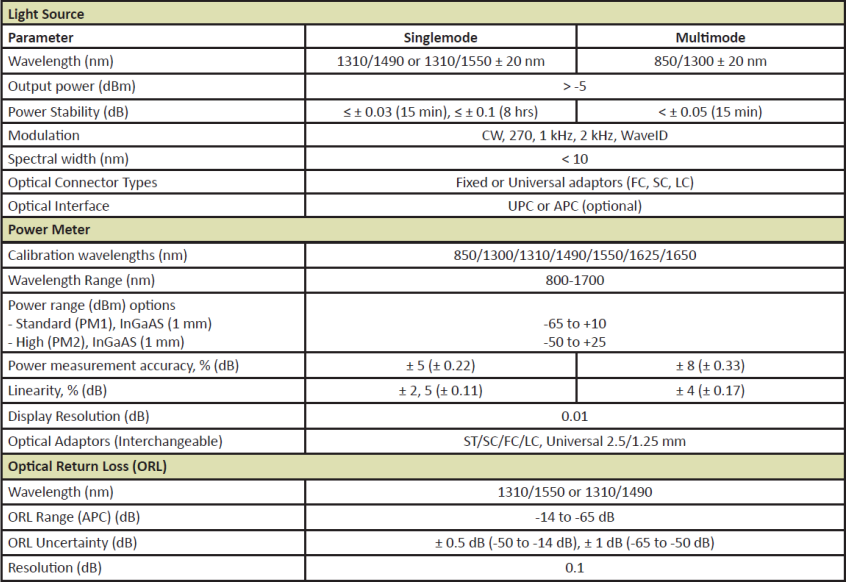 Light Source
Parameter Singlemode Multimode
Wavelength (nm) 1310/1490 or 1310/1550 ± 20 nm 850/1300 ± 20 nm
Output power (dBm) > -5
Power Stability (dB) ≤ ± 0.03 (15 min), ≤ ± 0.1 (8 hrs) < ± 0.05 (15 min)
Modulation CW, 270, 1 kHz, 2 kHz, WaveID
Spectral width (nm) < 10
Optical Connector Types Fixed or Universal adaptors (FC, SC, LC)
Optical Interface UPC or APC (optional)
Power Meter
Calibration wavelengths (nm) 850/1300/1310/1490/1550/1625/1650
Wavelength Range (nm) 800-1700
Power range (dBm) options
- Standard (PM1), InGaAS (1 mm) -65 to +10
- High (PM2), InGaAS (1 mm) -50 to +25
Power measurement accuracy, % (dB) ± 5 (± 0.22) ± 8 (± 0.33)
Linearity, % (dB) ± 2, 5 (± 0.11) ± 4 (± 0.17)
Display Resolution (dB) 0.01
Optical Adaptors (Interchangeable) ST/SC/FC/LC, Universal 2.5/1.25 mm
Optical Return Loss (ORL)
Wavelength (nm) 1310/1550 or 1310/1490
ORL Range (APC) (dB) -14 to -65 dB
ORL Uncertainty (dB) ± 0.5 dB (-50 to -14 dB), ± 1 dB (-65 to -50 dB)
Resolution (dB) 0.1